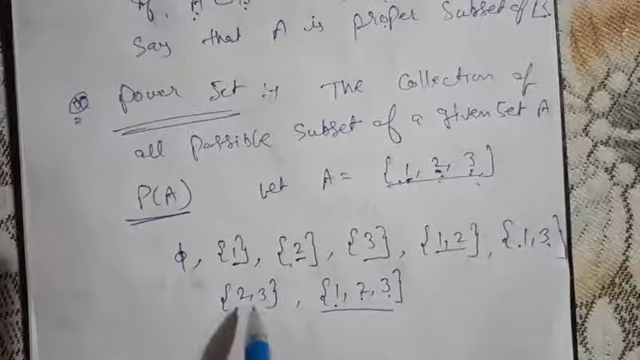 if A ⊂
say that A is proper subset of B
Power Set :- The Collection of
all possible subset of a given set A
P(A) let A = {1, 2, 3}
ϕ, {1}, {2}, {3}, {1,2}, {1,3}
{2,3}, {1, 2, 3}